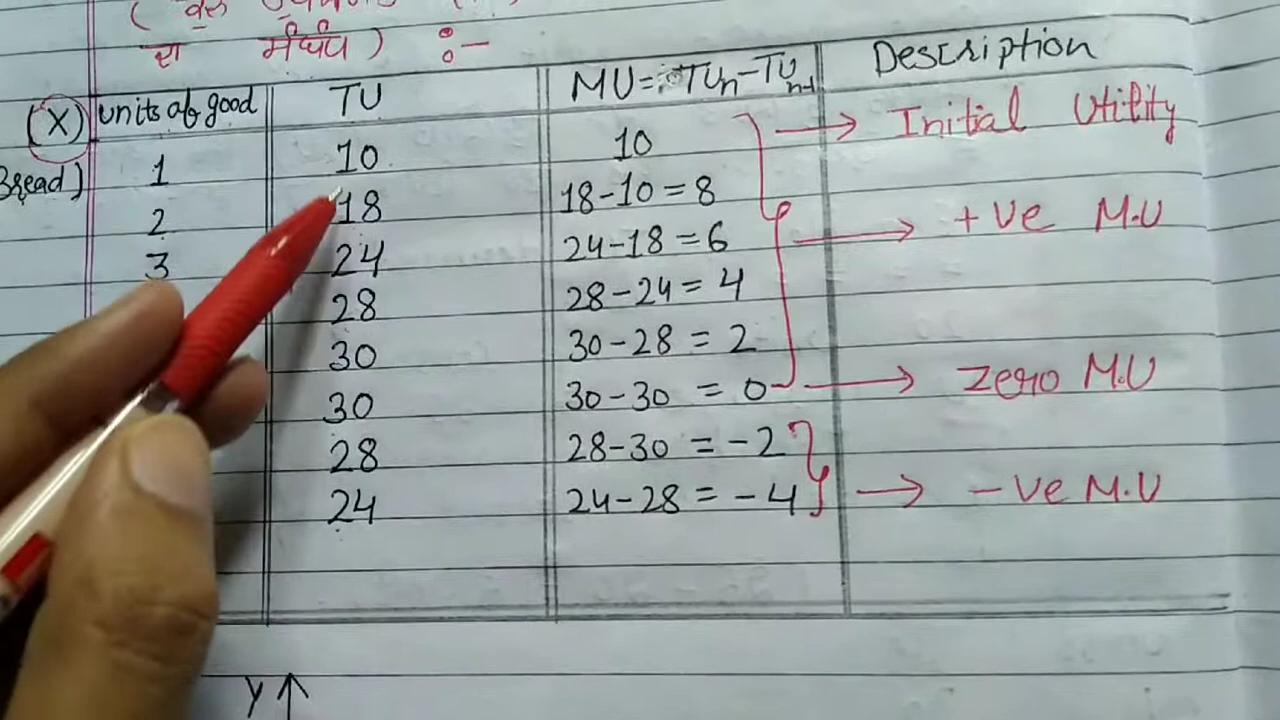 दा संबंध) :-
(X) units of good TU MU = TUn - TUn-1 Description
Bread) 1 10 10 → Initial Utility
2 18 18-10 = 8
3 24 24-18 = 6 → +ve M.U
28 28-24 = 4
30 30-28 = 2
30 30-30 = 0 → Zero M.U
28 28-30 = -2
24 24-28 = -4 → -ve M.U
Y ↑